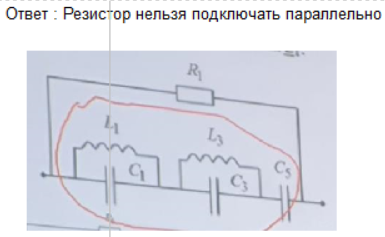 Ответ : Резистор нельзя подключать параллельно
R1
L1
L3
C1
C3
C5